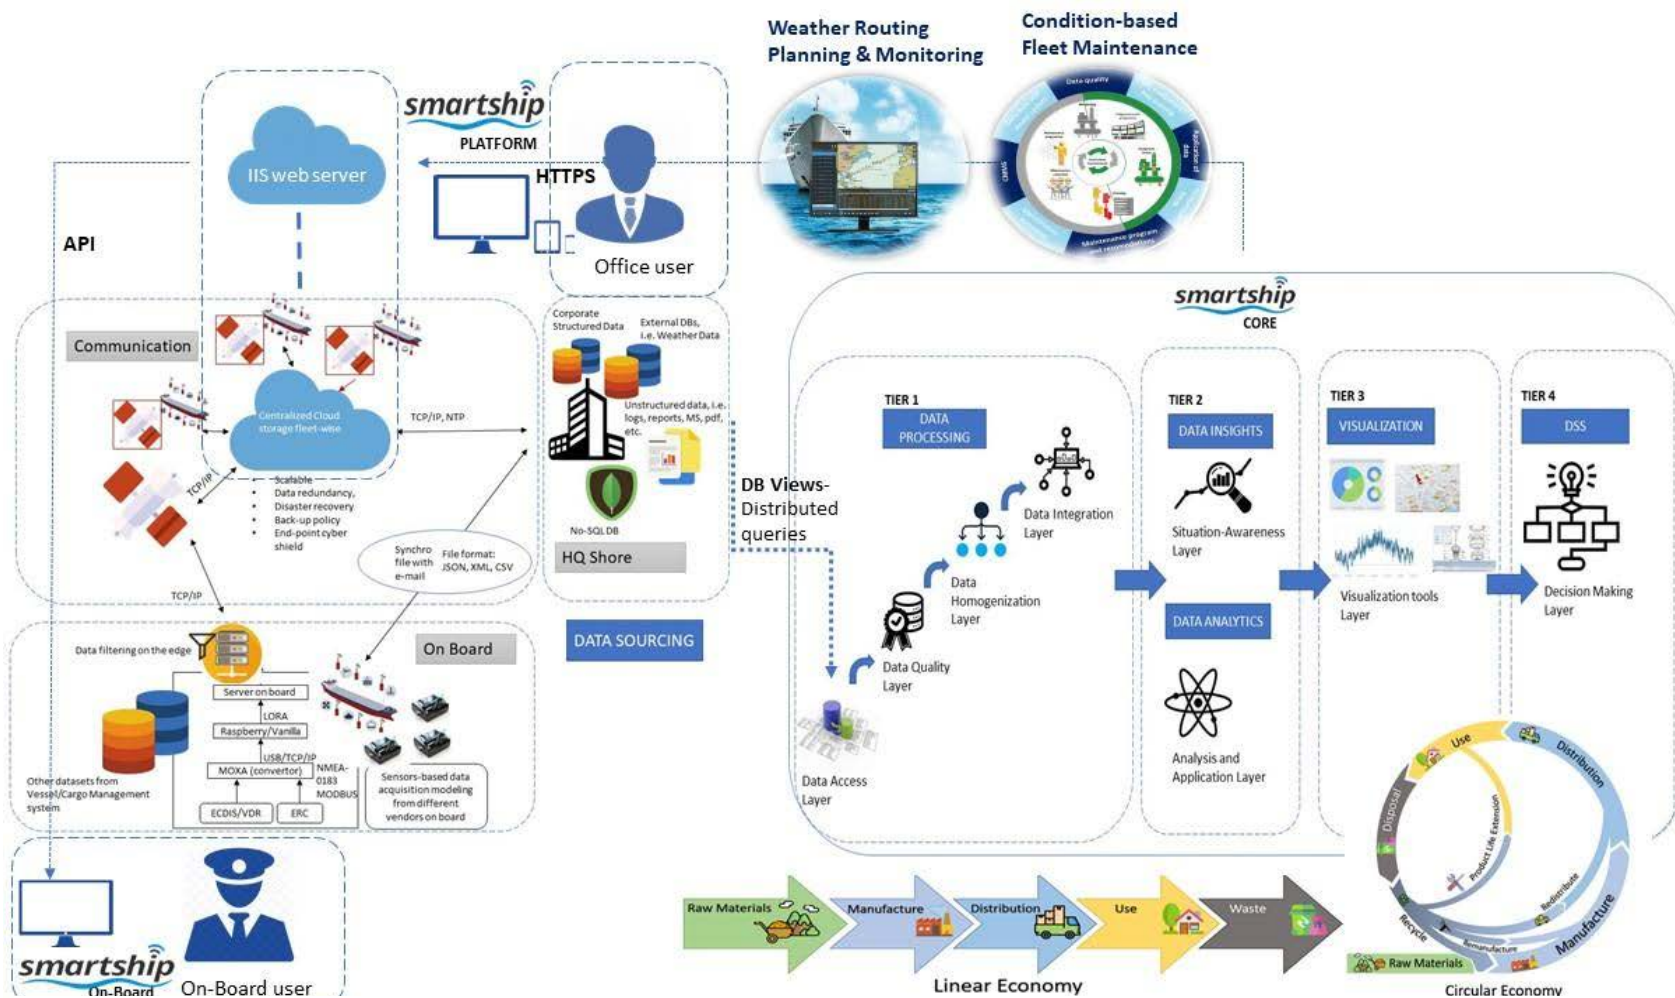 Weather Routing
Planning & Monitoring
Condition-based
Fleet Maintenance
smartship
PLATFORM
IIS web server
HTTPS
Office user
API
Data quality
Application of data
CMMS
Maintenance program
smartship
CORE
Communication
Centralized Cloud
storage fleet-wise
TCP/IP, NTP
TCP/IP
Scalable
Data redundancy,
Disaster recovery
Back-up policy
End-point cyber
shield
TCP/IP
Synchro
file with
e-mail
File format:
JSON, XML, CSV
Corporate
Structured Data
External DBs,
i.e. Weather Data
Unstructured data, i.e.
logs, reports, MS, pdf,
etc.
No-SQL DB
HQ Shore
DATA SOURCING
DB Views-
Distributed
queries
TIER 1
DATA
PROCESSING
Data Integration
Layer
Data
Homogenization
Layer
Data Quality
Layer
Data Access
Layer
TIER 2
DATA INSIGHTS
Situation-Awareness
Layer
DATA ANALYTICS
Analysis and
Application Layer
TIER 3
VISUALIZATION
Visualization tools
Layer
TIER 4
DSS
Decision Making
Layer
On Board
Data filtering on the edge
Server on board
LORA
Raspberry/Vanilla
USB/TCP/IP
MOXA (convertor)
NMEA-
0183
MODBUS
ECDIS/VDR
ERC
Other datasets from
Vessel/Cargo Management
system
Sensors-based data
acquisition modeling
from different
vendors on board
smartship
On-Board
On-Board user
Raw Materials
Manufacture
Distribution
Use
Waste
Linear Economy
Use
Distribution
Disposal
Product Life Extension
Redistribute
Recycle
Remanufacture
Manufacture
Raw Materials
Circular Economy